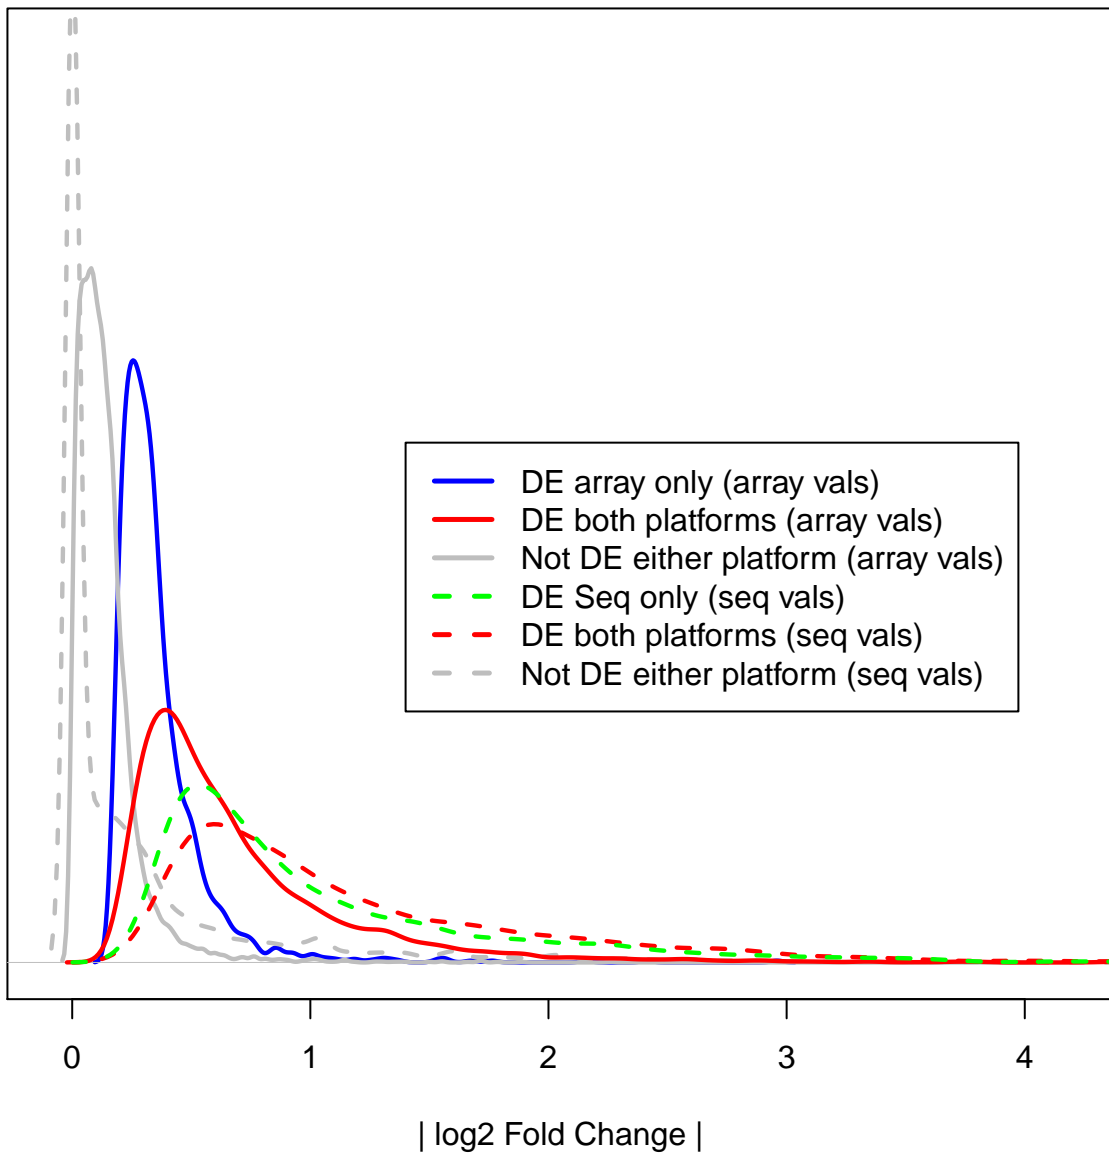 DE array only (array vals)
DE both platforms (array vals)
Not DE either platform (array vals)
DE Seq only (seq vals)
DE both platforms (seq vals)
Not DE either platform (seq vals)
0 1 2 3 4
| log2 Fold Change |